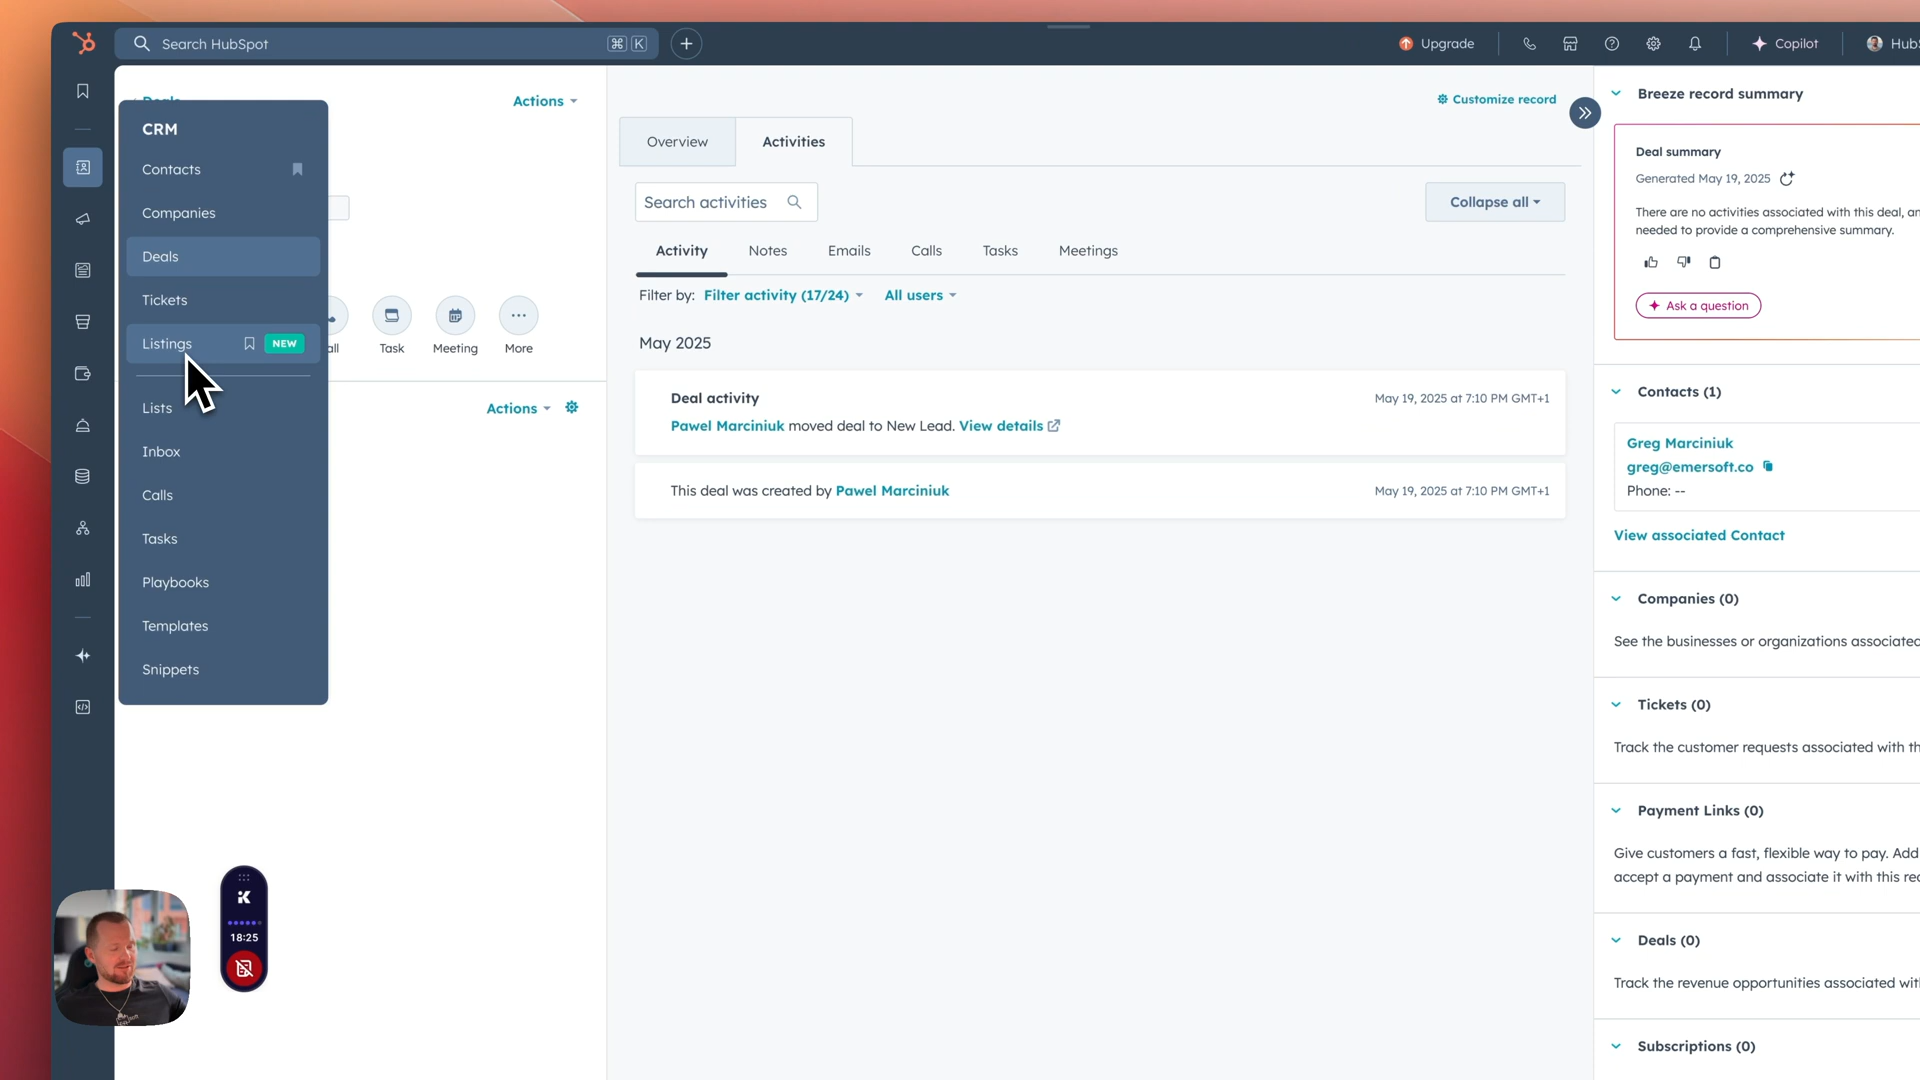 Search HubSpot
⌘ K
Upgrade
Copilot
CRM
Contacts
Companies
Deals
Tickets
Listings NEW
Lists
Inbox
Calls
Tasks
Playbooks
Templates
Snippets
Actions
Task
Meeting
More
Actions
18:25
Customize record
Overview
Activities
Search activities
Collapse all
Activity
Notes
Emails
Calls
Tasks
Meetings
Filter by: Filter activity (17/24) All users
May 2025
Deal activity
May 19, 2025 at 7:10 PM GMT+1
Pawel Marciniuk moved deal to New Lead. View details
This deal was created by Pawel Marciniuk
May 19, 2025 at 7:10 PM GMT+1
Breeze record summary
Deal summary
Generated May 19, 2025
There are no activities associated with this deal,
needed to provide a comprehensive summary.
Ask a question
Contacts (1)
Greg Marciniuk
greg@emersoft.co
Phone: --
View associated Contact
Companies (0)
See the businesses or organizations associated
Tickets (0)
Track the customer requests associated with
Payment Links (0)
Give customers a fast, flexible way to pay. Add
accept a payment and associate it with this
Deals (0)
Track the revenue opportunities associated
Subscriptions (0)